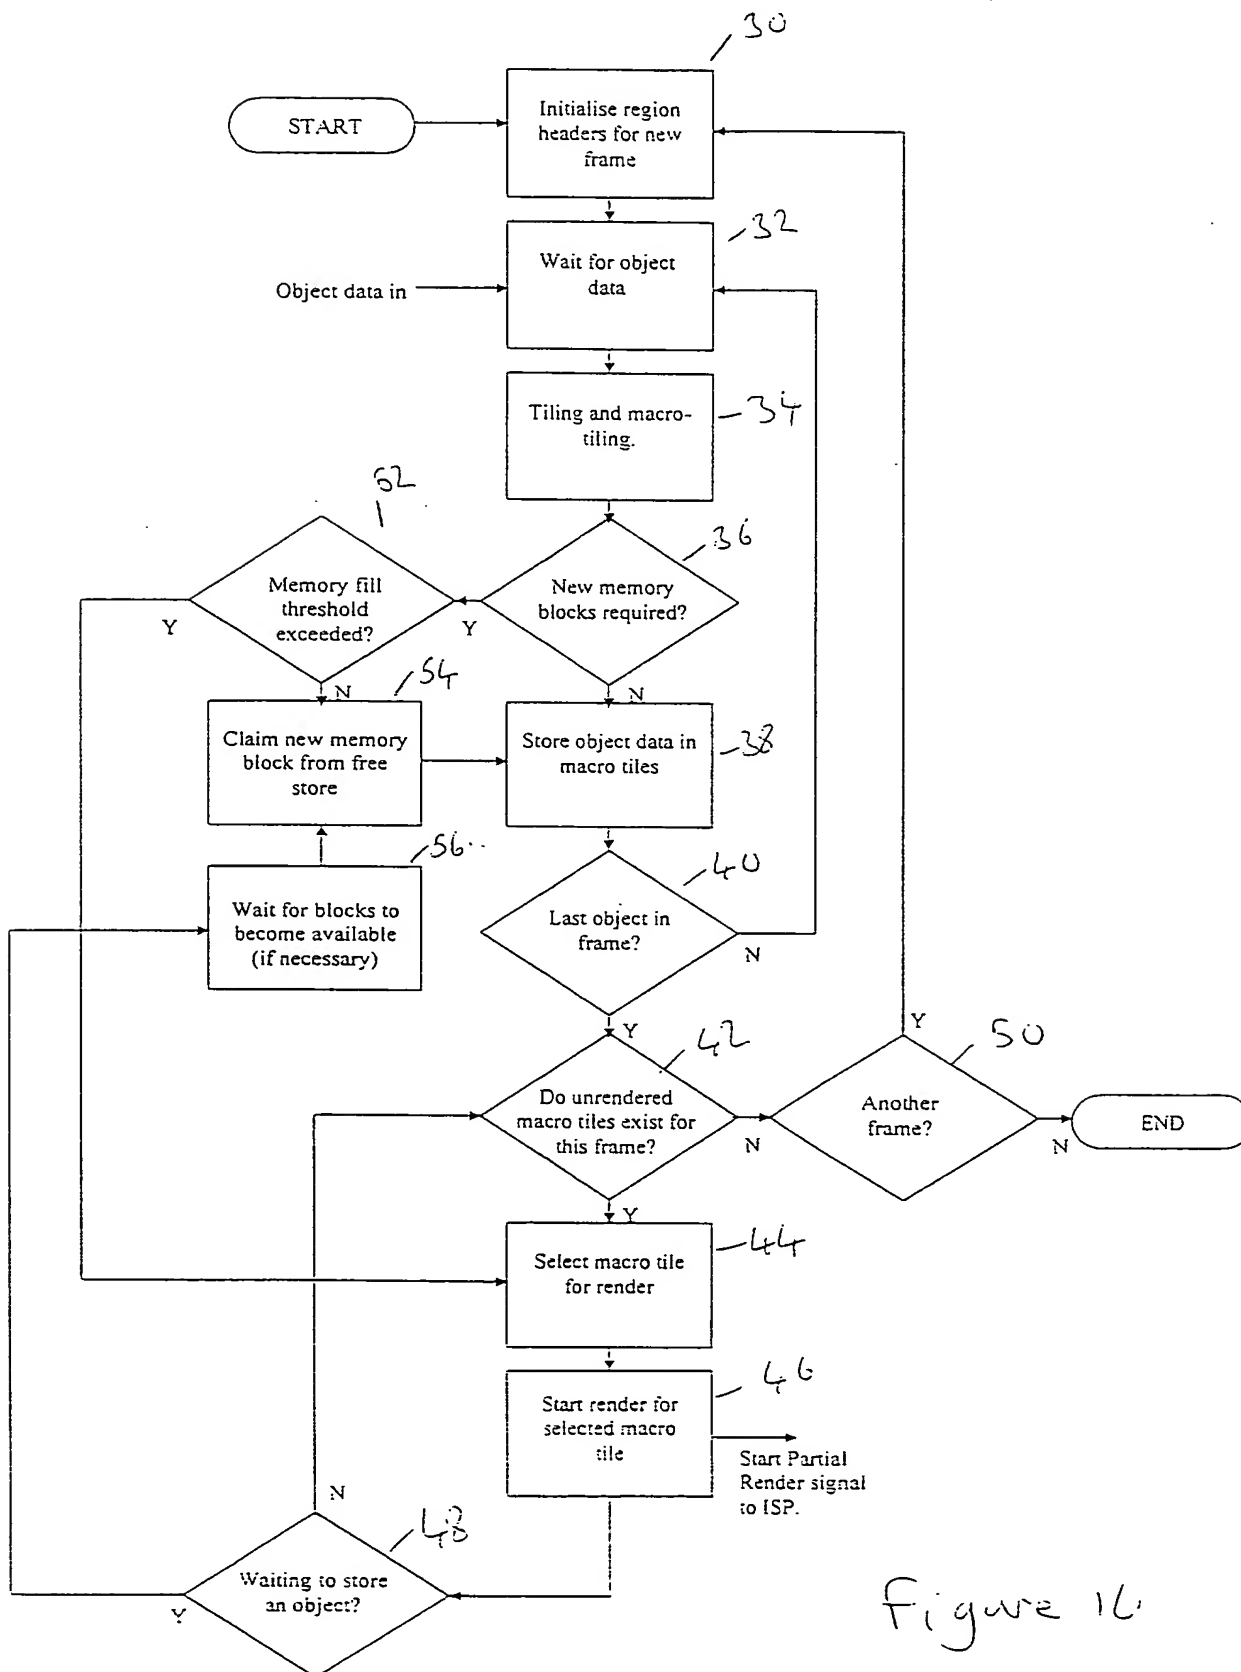 30
START
Initialise region
headers for new
frame
32
Object data in
Wait for object
data
34
Tiling and macro-
tiling.
52
36
Memory fill
threshold
exceeded?
New memory
blocks required?
Y
Y
N
N
54
Claim new memory
block from free
store
Store object data in
macro tiles
38
56
Wait for blocks to
become available
(if necessary)
40
Last object in
frame?
N
Y
42
Y
50
Do unrendered
macro tiles exist for
this frame?
N
Another
frame?
N
END
Y
44
Select macro tile
for render
46
Start render for
selected macro
tile
Start Partial
Render signal
to ISP.
N
48
Waiting to store
an object?
Y